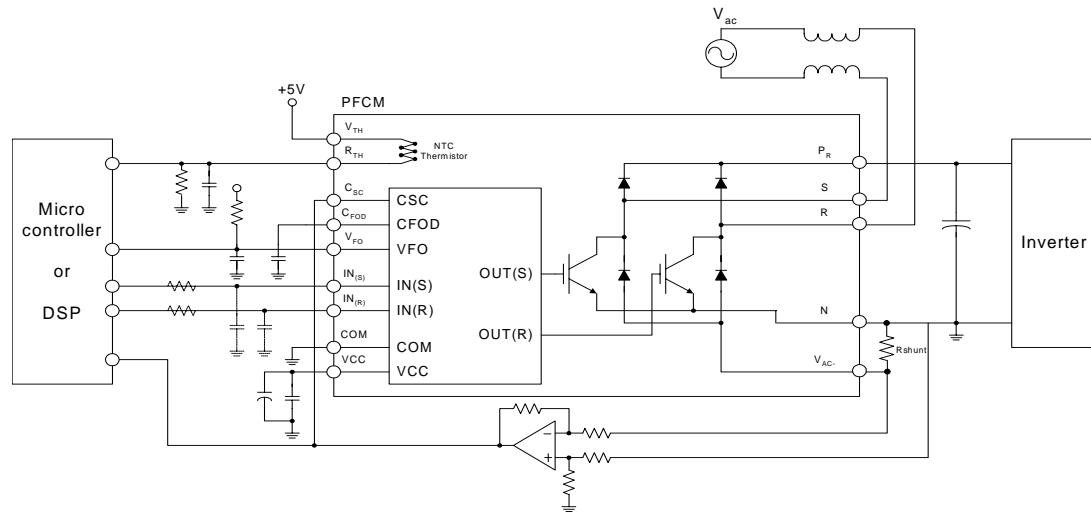 V ac
+5V
PFCM
V TH
NTC
Thermistor
R TH
P R
C SC
CSC
S
Micro
controller
or
DSP
C FOD
CFOD
R
V FO
VFO
Inverter
IN (S)
IN(S)
OUT(S)
IN (R)
IN(R)
N
OUT(R)
COM
COM
Rshunt
VCC
VCC
V AC-
−
+